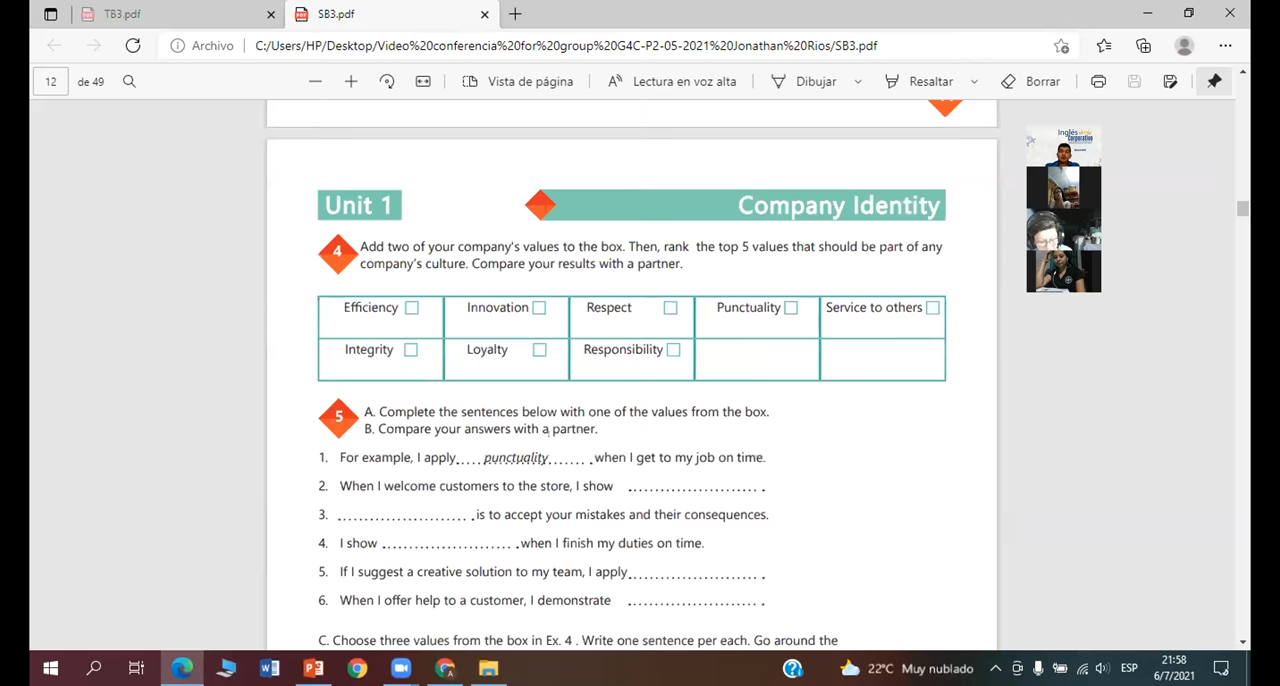 TB3.pdf
SB3.pdf
Archivo
C:/Users/HP/Desktop/Video%20conferencia%20for%20group%20G4C-P2-05-2021%20Jonathan%20Rios/SB3.pdf
12 de 49
Vista de página
Lectura en voz alta
Dibujar
Resaltar
Borrar
Inglés
Corporativo
Unit 1
Company Identity
4
Add two of your company's values to the box. Then, rank the top 5 values that should be part of any
company's culture. Compare your results with a partner.
Efficiency
Innovation
Respect
Punctuality
Service to others
Integrity
Loyalty
Responsibility
5
A. Complete the sentences below with one of the values from the box.
B. Compare your answers with a partner.
1. For example, I apply.....punctuality........when I get to my job on time.
2. When I welcome customers to the store, I show ........................ .
3. ........................ .is to accept your mistakes and their consequences.
4. I show ........................ .when I finish my duties on time.
5. If I suggest a creative solution to my team, I apply........................ .
6. When I offer help to a customer, I demonstrate ........................ .
C. Choose three values from the box in Ex. 4 . Write one sentence per each. Go around the
22°C Muy nublado
ESP
21:58
6/7/2021